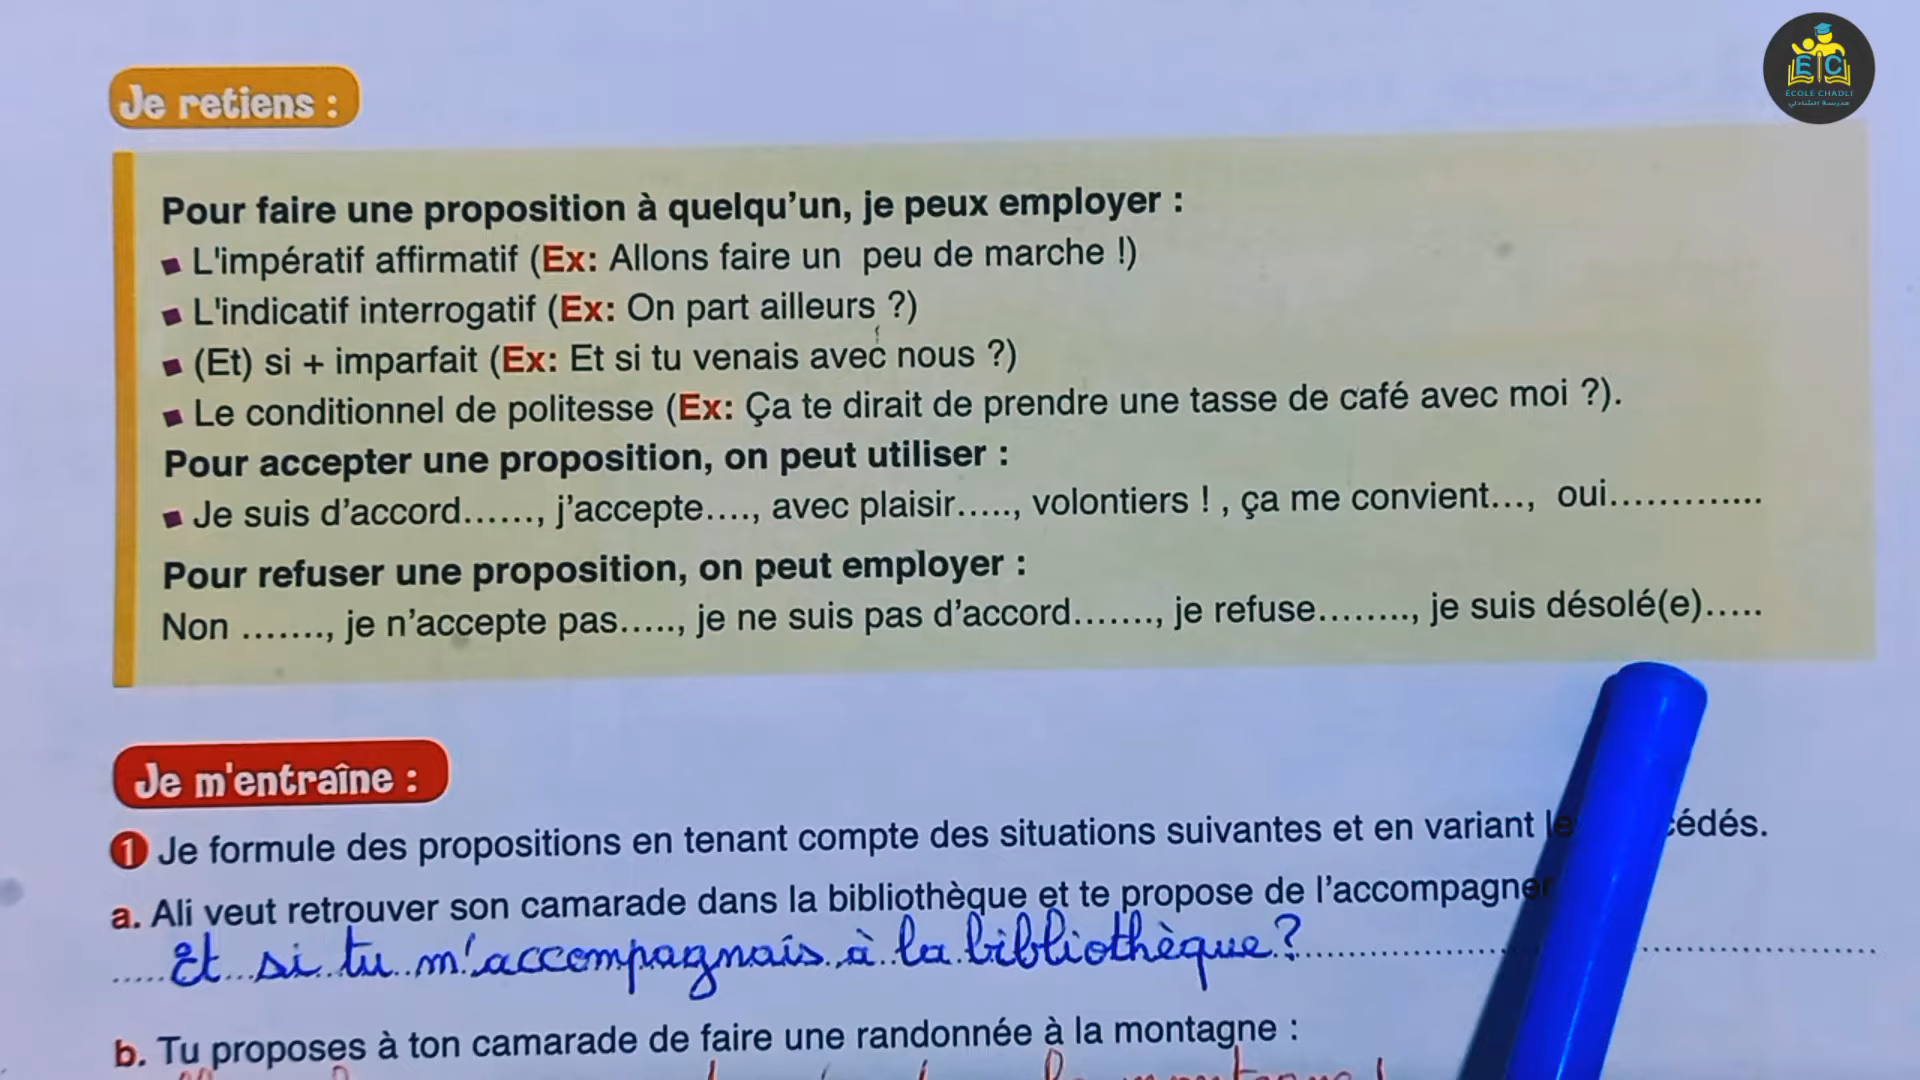 ECOLE CHADLI
مدرسة الشادلي
Je retiens :
Pour faire une proposition à quelqu'un, je peux employer :
L'impératif affirmatif (Ex: Allons faire un peu de marche !)
L'indicatif interrogatif (Ex: On part ailleurs ?)
(Et) si + imparfait (Ex: Et si tu venais avec nous ?)
Le conditionnel de politesse (Ex: Ça te dirait de prendre une tasse de café avec moi ?).
Pour accepter une proposition, on peut utiliser :
Je suis d'accord......, j'accepte...., avec plaisir....., volontiers ! , ça me convient..., oui.............
Pour refuser une proposition, on peut employer :
Non ......., je n'accepte pas....., je ne suis pas d'accord......., je refuse........., je suis désolé(e).....
Je m'entraîne :
1 Je formule des propositions en tenant compte des situations suivantes et en variant
a. Ali veut retrouver son camarade dans la bibliothèque et te propose de l'accompagner
Et si tu m'accompagnais à la bibliothèque ?
b. Tu proposes à ton camarade de faire une randonnée à la montagne :